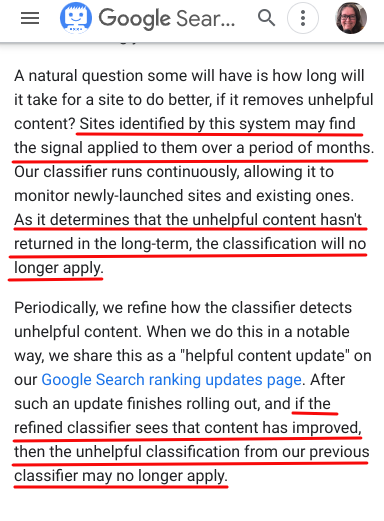 Google Sear...
A natural question some will have is how long will
it take for a site to do better, if it removes unhelpful
content? Sites identified by this system may find
the signal applied to them over a period of months.
Our classifier runs continuously, allowing it to
monitor newly-launched sites and existing ones.
As it determines that the unhelpful content hasn't
returned in the long-term, the classification will no
longer apply.
Periodically, we refine how the classifier detects
unhelpful content. When we do this in a notable
way, we share this as a "helpful content update" on
our Google Search ranking updates page. After
such an update finishes rolling out, and if the
refined classifier sees that content has improved,
then the unhelpful classification from our previous
classifier may no longer apply.